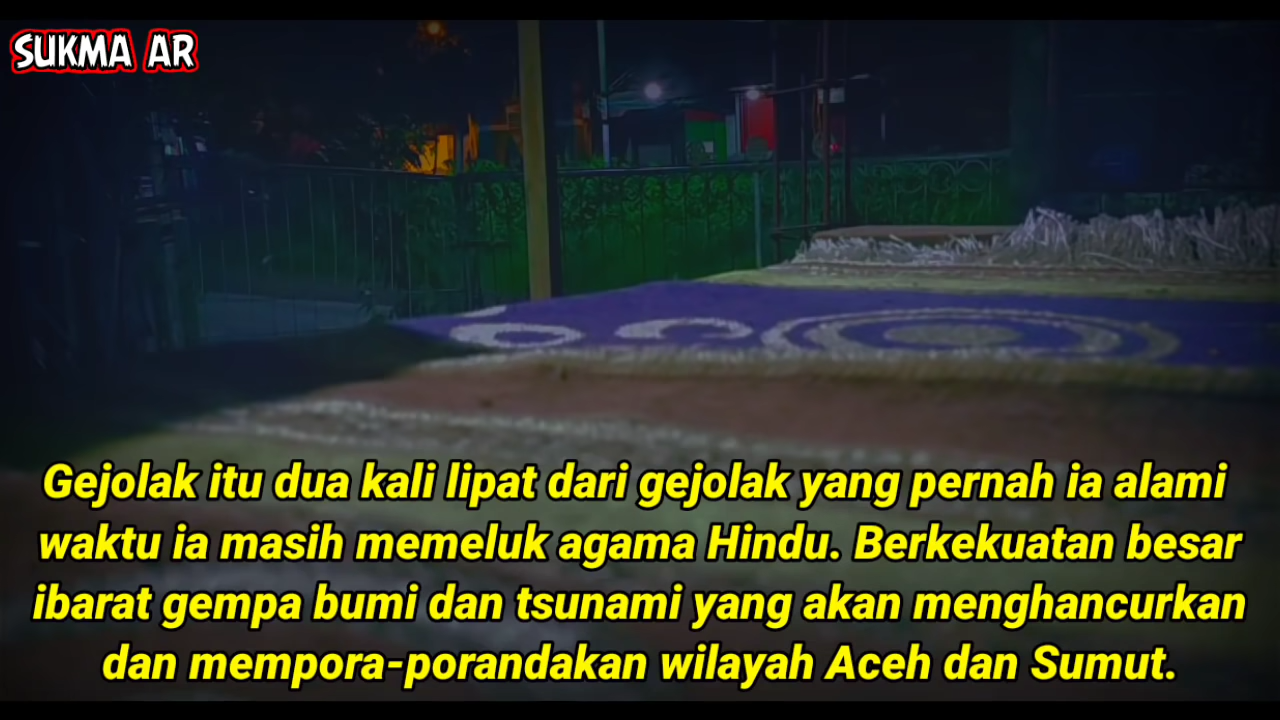 SUKMA AR
Gejolak itu dua kali lipat dari gejolak yang pernah ia alami
waktu ia masih memeluk agama Hindu. Berkekuatan besar
ibarat gempa bumi dan tsunami yang akan menghancurkan
dan mempora-porandakan wilayah Aceh dan Sumut.